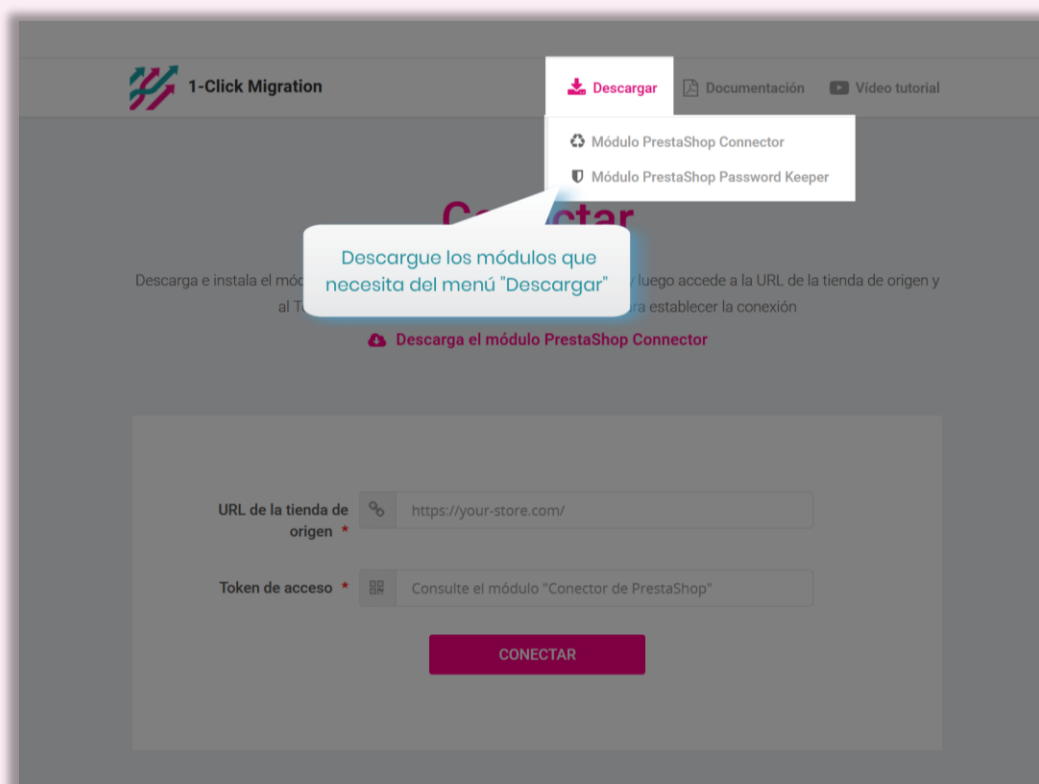 1-Click Migration
Descargar
Documentación
Vídeo tutorial
Módulo PrestaShop Connector
Módulo PrestaShop Password Keeper
ctar
Descargue los módulos que
necesita del menú "Descargar"
Descarga e instala el luego accede a la URL de la tienda de origen y
al establecer la conexión
Descarga el módulo PrestaShop Connector
URL de la tienda de
origen *
https://your-store.com/
Token de acceso *
Consulte el módulo "Conector de PrestaShop"
CONECTAR